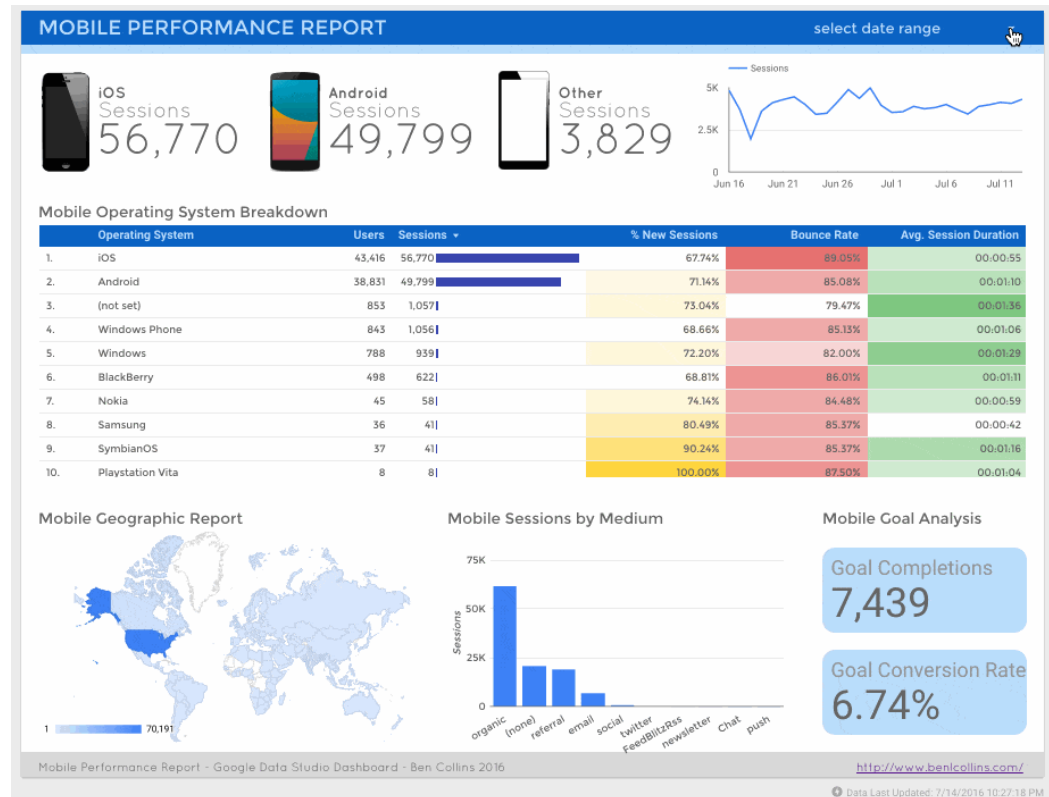 MOBILE PERFORMANCE REPORT select date range
iOS
Sessions
56,770
Android
Sessions
49,799
Other
Sessions
3,829
Sessions
5K
2.5K
0
Jun 16 Jun 21 Jun 26 Jul 1 Jul 6 Jul 11
Mobile Operating System Breakdown
Operating System Users Sessions % New Sessions Bounce Rate Avg. Session Duration
1. iOS 43,416 56,770 67.74% 89.05% 00:00:55
2. Android 38,831 49,799 71.14% 85.08% 00:01:10
3. (not set) 853 1,057 73.04% 79.47% 00:01:36
4. Windows Phone 843 1,056 68.66% 85.13% 00:01:06
5. Windows 788 939 72.20% 82.00% 00:01:29
6. BlackBerry 498 622 68.81% 86.01% 00:01:11
7. Nokia 45 58 74.14% 84.48% 00:00:59
8. Samsung 36 41 80.49% 85.37% 00:00:42
9. SymbianOS 37 41 90.24% 85.37% 00:01:16
10. Playstation Vita 8 8 100.00% 87.50% 00:01:04
Mobile Geographic Report
1 70,191
Mobile Sessions by Medium
Sessions
75K
50K
25K
0
organic (none) referral email social twitter FeedBlitzRss newsletter Chat push
Mobile Goal Analysis
Goal Completions
7,439
Goal Conversion Rate
6.74%
Mobile Performance Report - Google Data Studio Dashboard - Ben Collins 2016 http://www.benlcollins.com/
Data Last Updated: 7/14/2016 10:27:18 PM